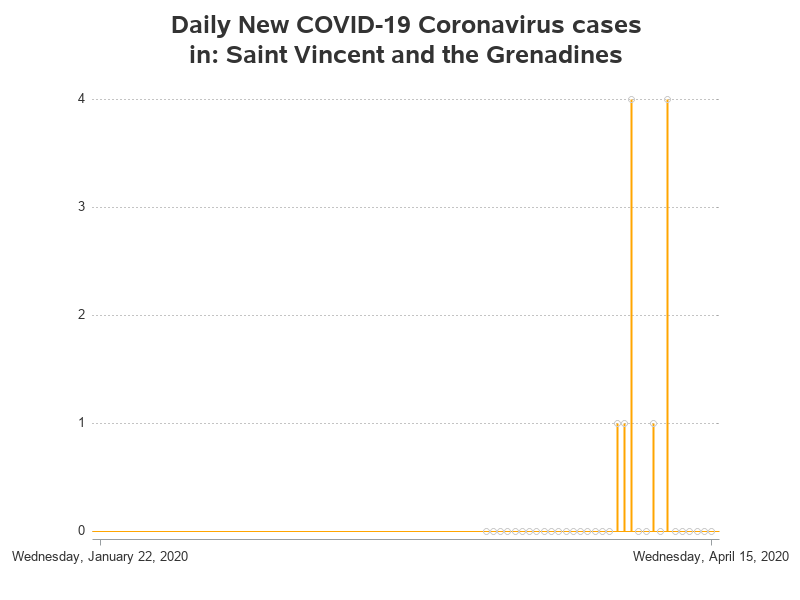 Daily New COVID-19 Coronavirus cases
in: Saint Vincent and the Grenadines
4
3
2
1
0
Wednesday, January 22, 2020
Wednesday, April 15, 2020